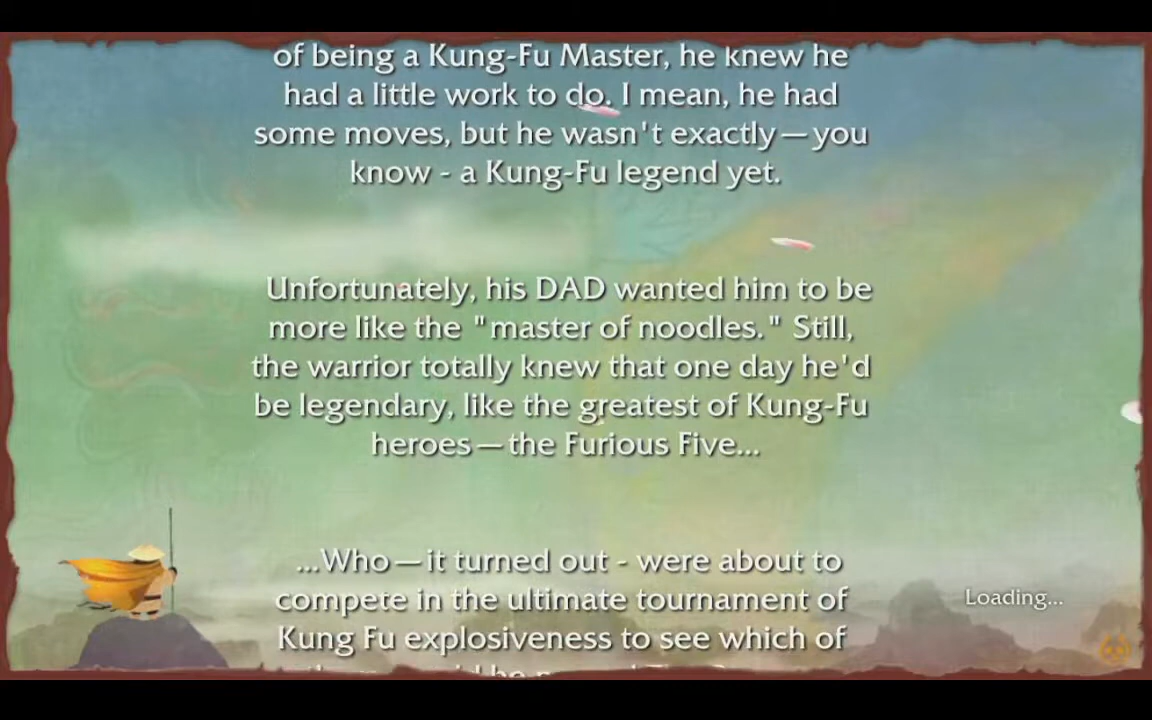 of being a Kung-Fu Master, he knew he
had a little work to do. I mean, he had
some moves, but he wasn't exactly—you
know - a Kung-Fu legend yet.
Unfortunately, his DAD wanted him to be
more like the "master of noodles." Still,
the warrior totally knew that one day he'd
be legendary, like the greatest of Kung-Fu
heroes—the Furious Five...
...Who—it turned out - were about to
compete in the ultimate tournament of
Kung Fu explosiveness to see which of
Loading...